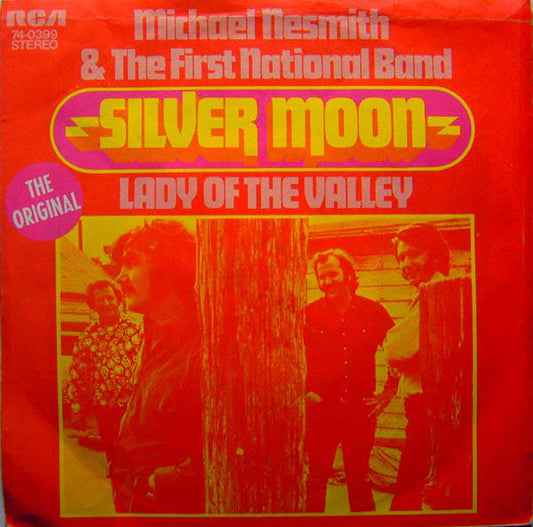 RCA
74-0399
STEREO
Michael Nesmith
& The First National Band
SILVER MOON
LADY OF THE VALLEY
THE
ORIGINAL